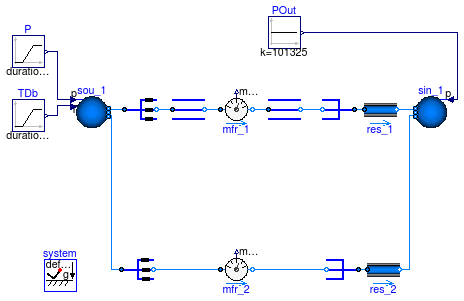 POut
P
k=101325
duratio...
p
sou_1
TDb
duratio...
m...
mfr_1
res_1
sin_1
p
system
def...
g
m...
mfr_2
res_2